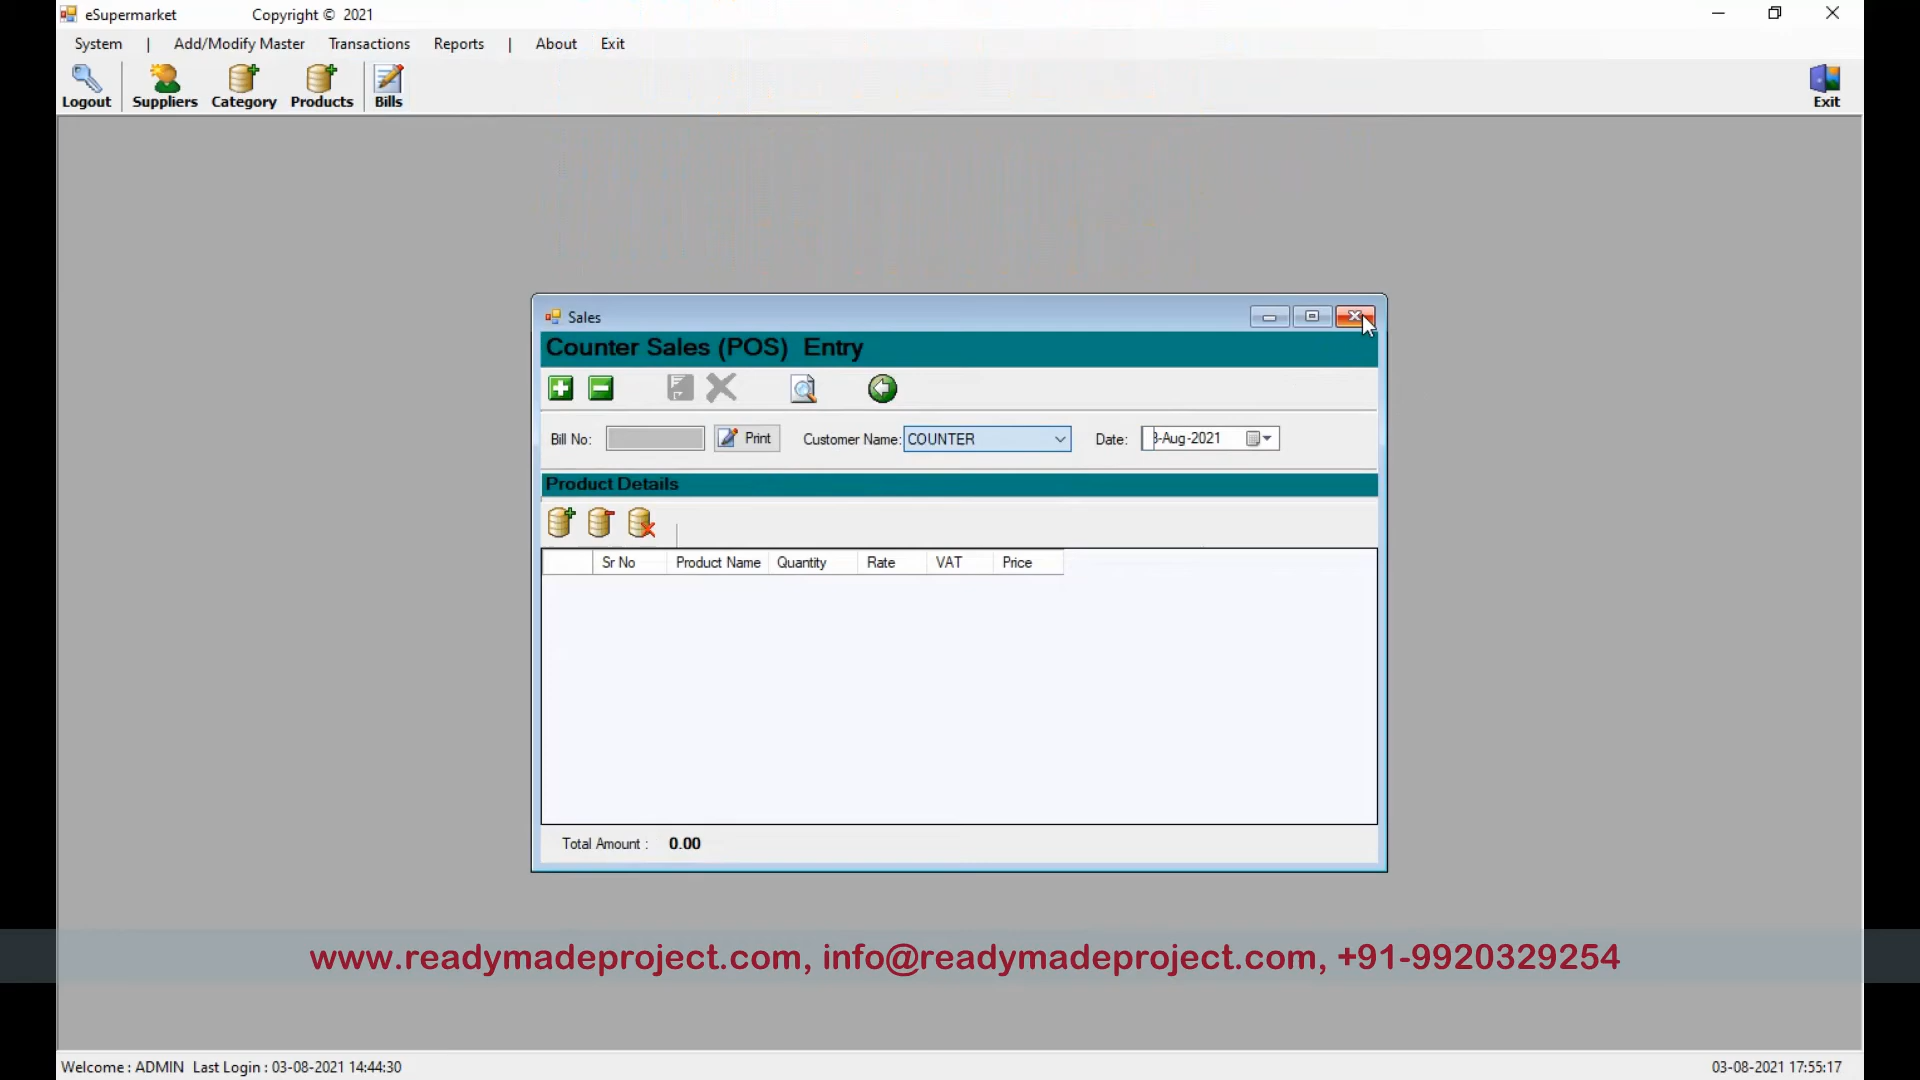 eSupermarket Copyright © 2021
System | Add/Modify Master Transactions Reports | About Exit
Logout Suppliers Category Products Bills Exit
Sales
Counter Sales (POS) Entry
Bill No: Print Customer Name: COUNTER Date: 3-Aug-2021
Product Details
Sr No Product Name Quantity Rate VAT Price
Total Amount : 0.00
www.readymadeproject.com, info@readymadeproject.com, +91-9920329254
Welcome : ADMIN Last Login : 03-08-2021 14:44:30 03-08-2021 17:55:17